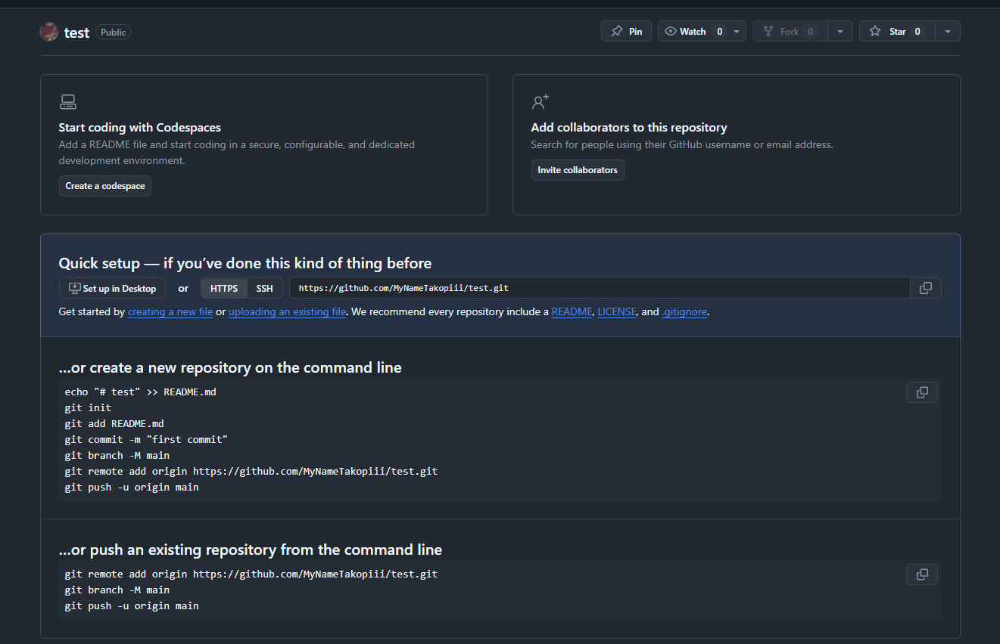 test Public Pin Watch 0 Fork 0 Star 0
Start coding with Codespaces
Add a README file and start coding in a secure, configurable, and dedicated
development environment.
Create a codespace
Add collaborators to this repository
Search for people using their GitHub username or email address.
Invite collaborators
Quick setup — if you’ve done this kind of thing before
Set up in Desktop or HTTPS SSH https://github.com/MyNameTakopiii/test.git
Get started by creating a new file or uploading an existing file. We recommend every repository include a README, LICENSE, and .gitignore.
…or create a new repository on the command line
echo "# test" >> README.md
git init
git add README.md
git commit -m "first commit"
git branch -M main
git remote add origin https://github.com/MyNameTakopiii/test.git
git push -u origin main
…or push an existing repository from the command line
git remote add origin https://github.com/MyNameTakopiii/test.git
git branch -M main
git push -u origin main